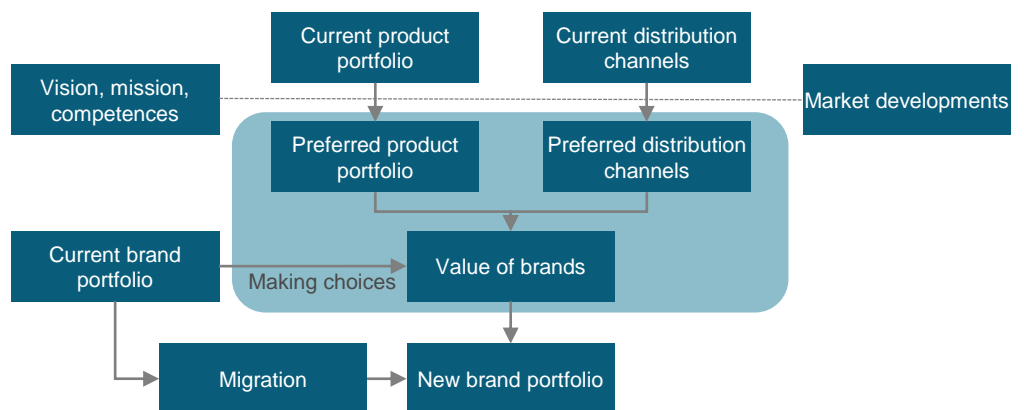 Current product
portfolio
Current distribution
channels
Vision, mission,
competences
Market developments
Preferred product
portfolio
Preferred distribution
channels
Current brand
portfolio
Making choices
Value of brands
Migration
New brand portfolio